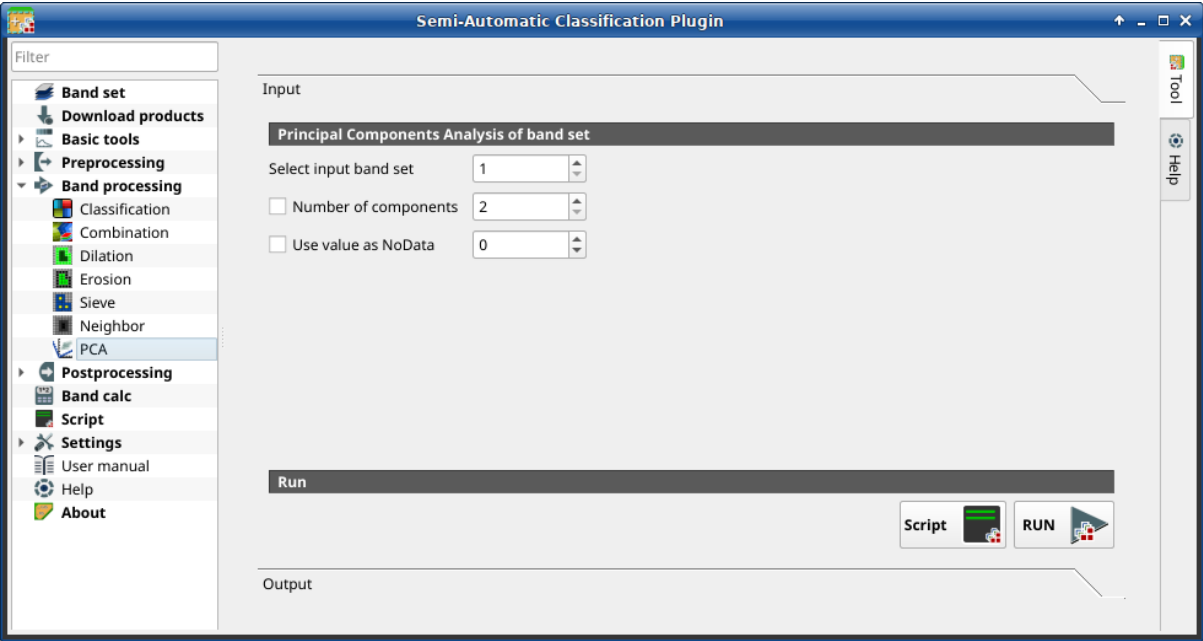 Semi-Automatic Classification Plugin
Filter
Band set
Download products
Basic tools
Preprocessing
Band processing
Classification
Combination
Dilation
Erosion
Sieve
Neighbor
PCA
Postprocessing
Band calc
Script
Settings
User manual
Help
About
Input
Principal Components Analysis of band set
Select input band set 1
Number of components 2
Use value as NoData 0
Run
Script RUN
Output
Tool
Help